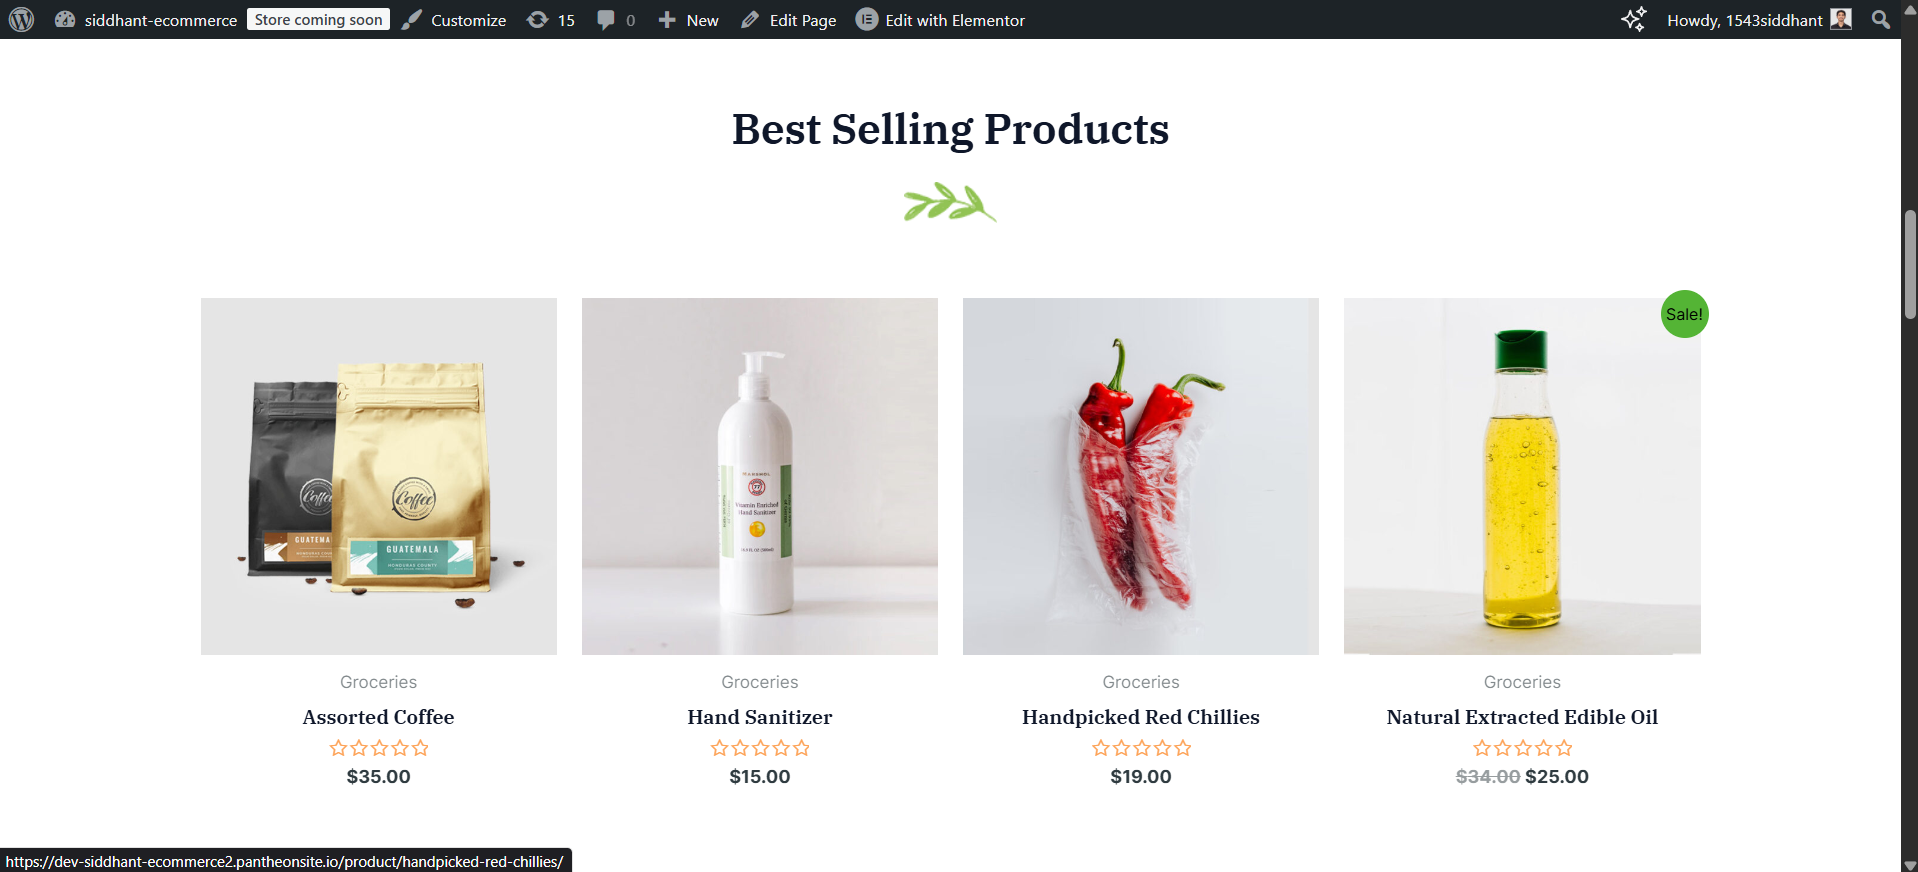 siddhant-ecommerce Store coming soon Customize 15 0 New Edit Page Edit with Elementor Howdy, 1543siddhant
Best Selling Products
Sale!
Coffee
Coffee
GUATEMALA
HONDURAS COUNTY
Vitamin Enriched
Hand Sanitizer
Groceries
Assorted Coffee
$35.00
Groceries
Hand Sanitizer
$15.00
Groceries
Handpicked Red Chillies
$19.00
Groceries
Natural Extracted Edible Oil
$34.00 $25.00
https://dev-siddhant-ecommerce2.pantheonsite.io/product/handpicked-red-chillies/